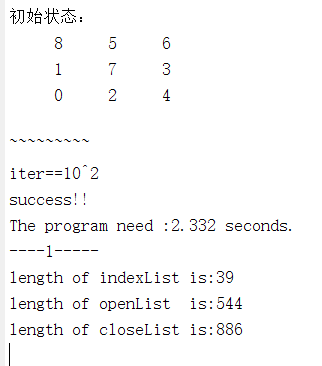 初始状态:
8 5 6
1 7 3
0 2 4
~~~~~~~~~
iter==10^2
success!!
The program need :2.332 seconds.
----1-----
length of indexList is:39
length of openList  is:544
length of closeList is:886